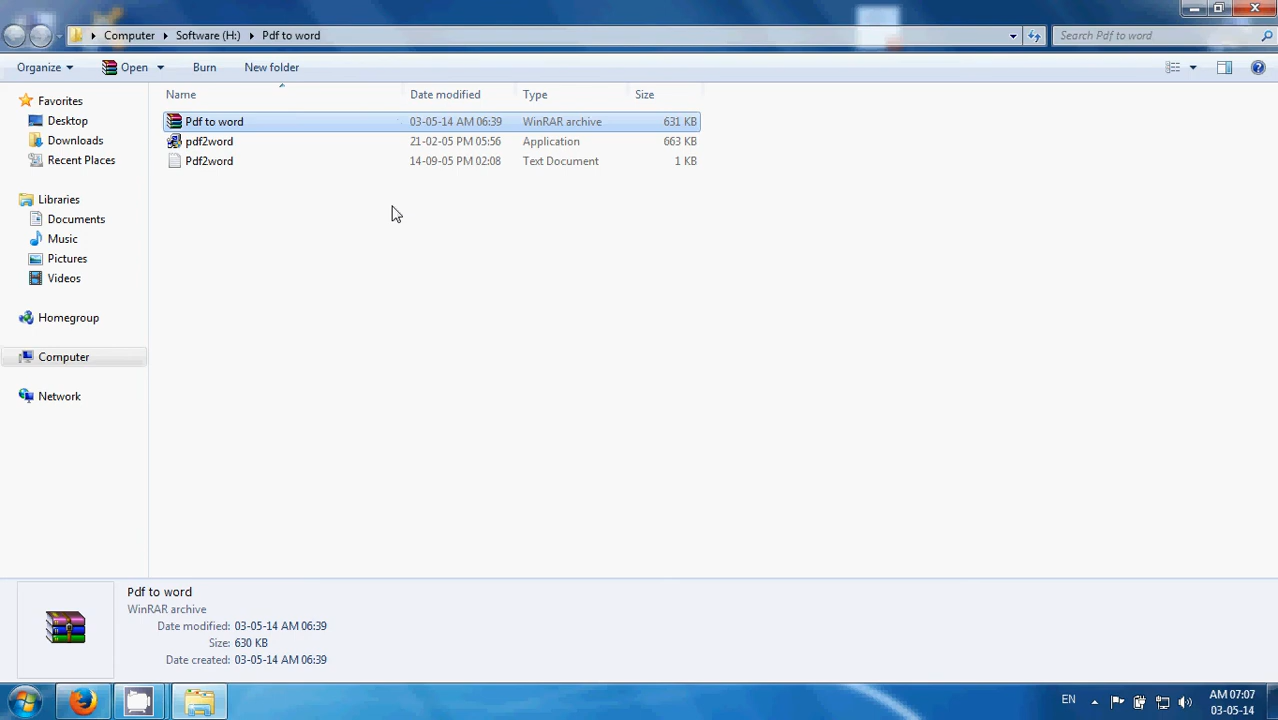 Computer Software (H:) Pdf to word
Search Pdf to word
Organize Open Burn New folder
Name Date modified Type Size
Pdf to word 03-05-14 AM 06:39 WinRAR archive 631 KB
pdf2word 21-02-05 PM 05:56 Application 663 KB
Pdf2word 14-09-05 PM 02:08 Text Document 1 KB
Favorites
Desktop
Downloads
Recent Places
Libraries
Documents
Music
Pictures
Videos
Homegroup
Computer
Network
Pdf to word
WinRAR archive
Date modified: 03-05-14 AM 06:39
Size: 630 KB
Date created: 03-05-14 AM 06:39
EN
AM 07:07
03-05-14